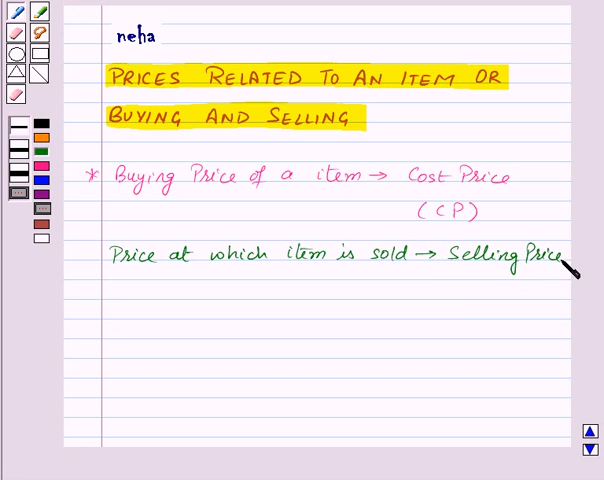 neha
PRICES RELATED TO AN ITEM OR
BUYING AND SELLING
* Buying Price of a item → Cost Price
(CP)
Price at which item is sold → Selling Price